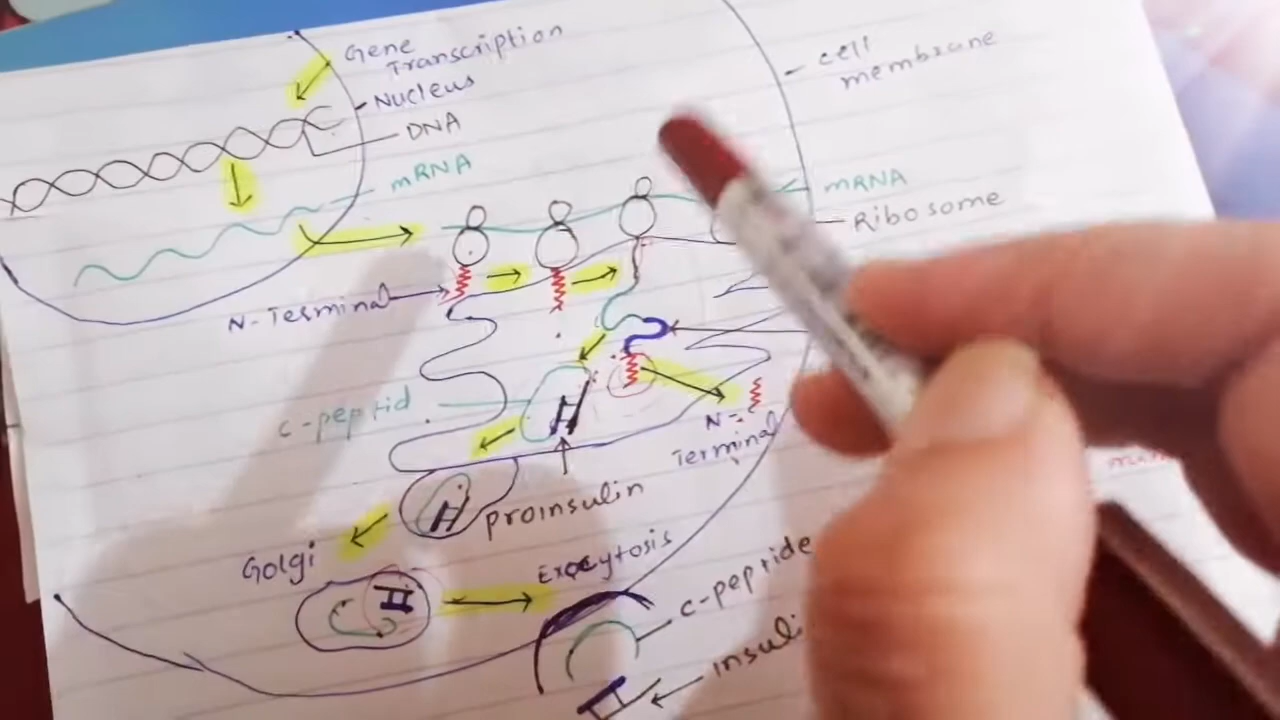 Gene
Transcription
Nucleus
DNA
mRNA
cell
membrane
mRNA
Ribosome
N-Terminal
c-peptid
N-
Terminal
proinsulin
Golgi
Exocytosis
c-peptide
insuli